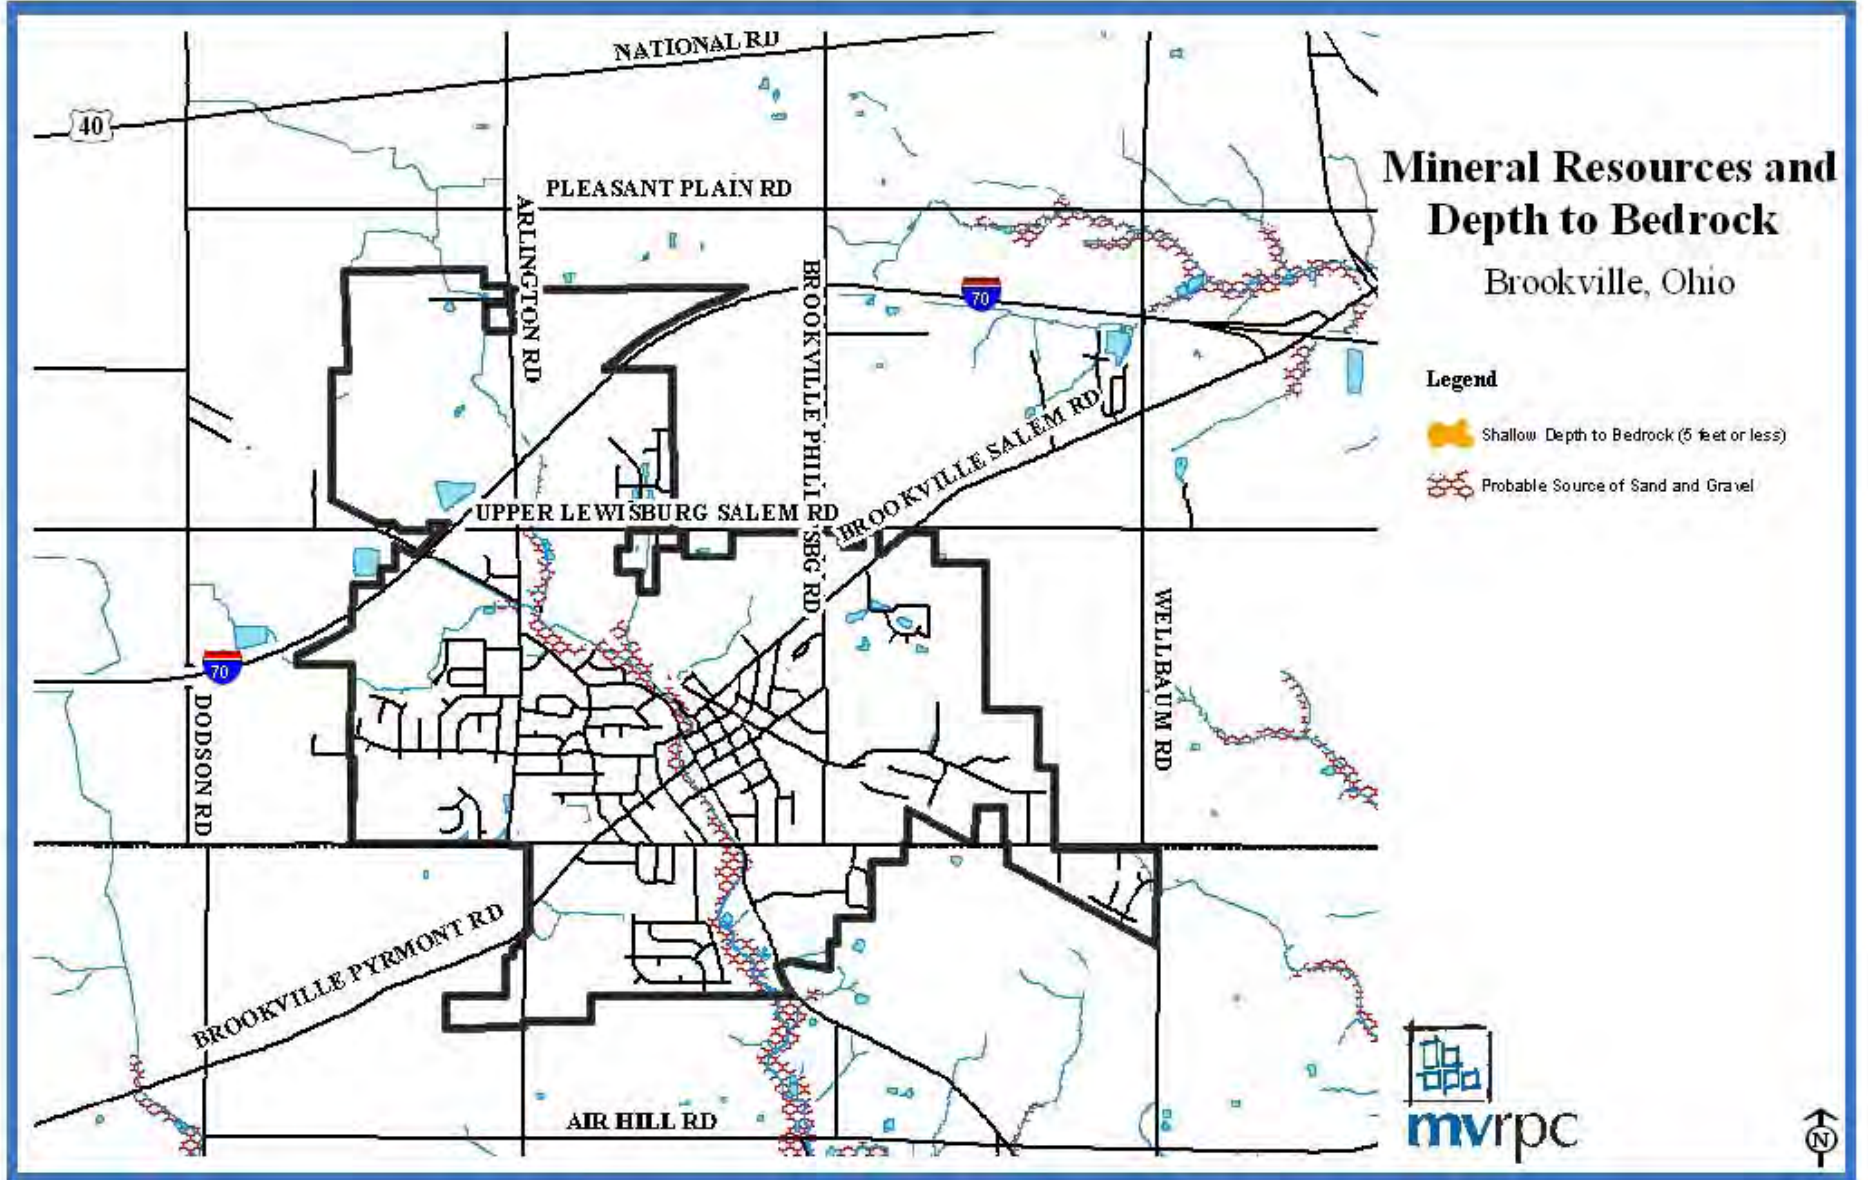 NATIONAL RD
40
PLEASANT PLAIN RD
ARLINGTON RD
BROOKVILLE PHILLIPSBG RD
70
BROOKVILLE SALEM RD
UPPER LEWISBURG SALEM RD
WELLBAUM RD
70
DODSON RD
BROOKVILLE PYRMONT RD
AIR HILL RD
Mineral Resources and
Depth to Bedrock
Brookville, Ohio
Legend
Shallow Depth to Bedrock (5 feet or less)
Probable Source of Sand and Gravel
mvrpc
N